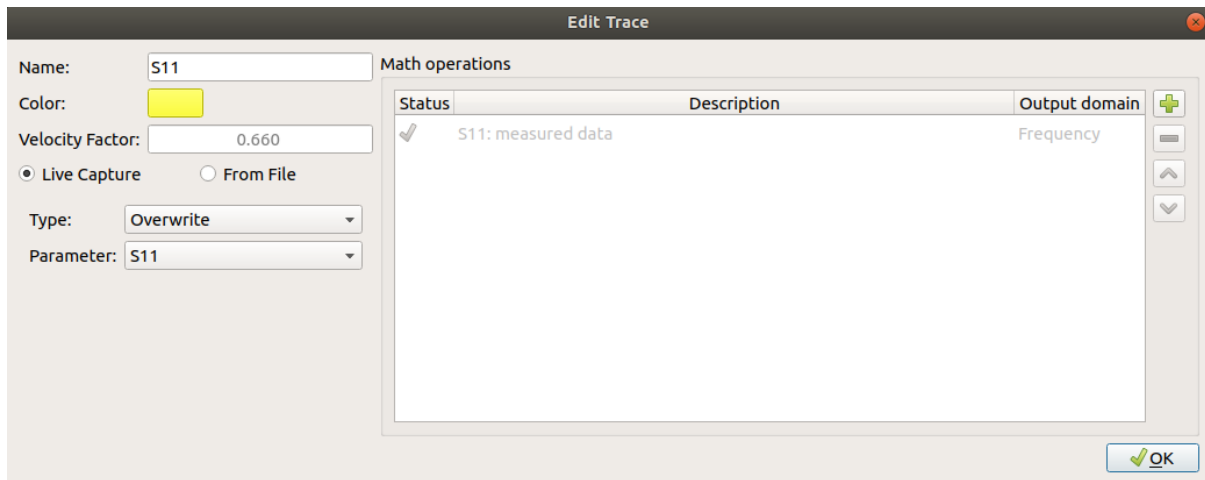 Edit Trace
Name: S11
Color:
Velocity Factor: 0.660
Live Capture From File
Type: Overwrite
Parameter: S11
Math operations
Status Description Output domain
S11: measured data Frequency
OK